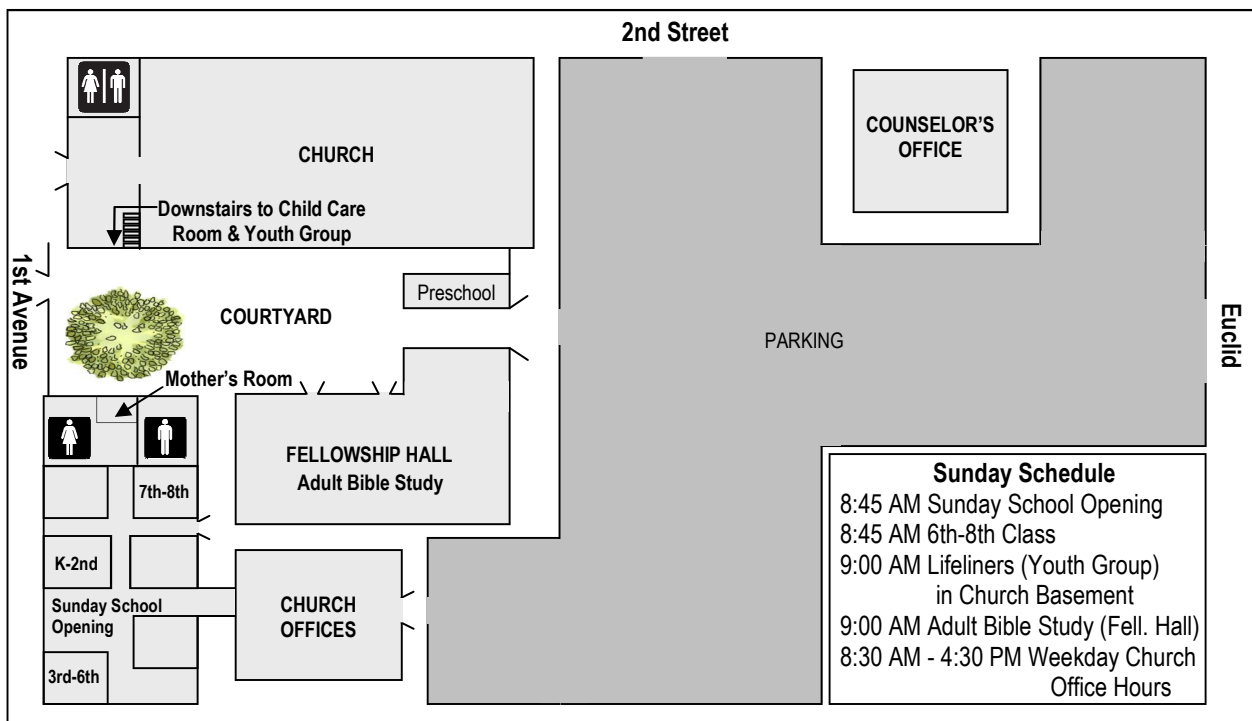 2nd Street
CHURCH
COUNSELOR'S
OFFICE
Downstairs to Child Care
Room & Youth Group
1st Avenue
COURTYARD
Preschool
PARKING
Euclid
Mother's Room
FELLOWSHIP HALL
Adult Bible Study
7th-8th
K-2nd
Sunday School
Opening
3rd-6th
CHURCH
OFFICES
Sunday Schedule
8:45 AM Sunday School Opening
8:45 AM 6th-8th Class
9:00 AM Lifeliners (Youth Group)
in Church Basement
9:00 AM Adult Bible Study (Fell. Hall)
8:30 AM - 4:30 PM Weekday Church
Office Hours